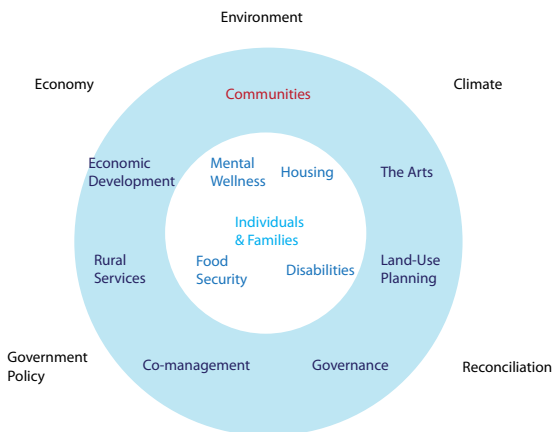 Environment
Economy
Climate
Communities
Economic
Development
Mental
Wellness
Housing
The Arts
Individuals
& Families
Rural
Services
Food
Security
Disabilities
Land-Use
Planning
Government
Policy
Co-management
Governance
Reconciliation